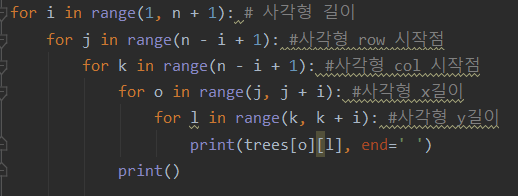 for i in range(1, n + 1): # 사각형 길이
    for j in range(n - i + 1): #사각형 row 시작점
        for k in range(n - i + 1): #사각형 col 시작점
            for o in range(j, j + i): #사각형 x길이
                for l in range(k, k + i): #사각형 y길이
                    print(trees[o][l], end=' ')
            print()